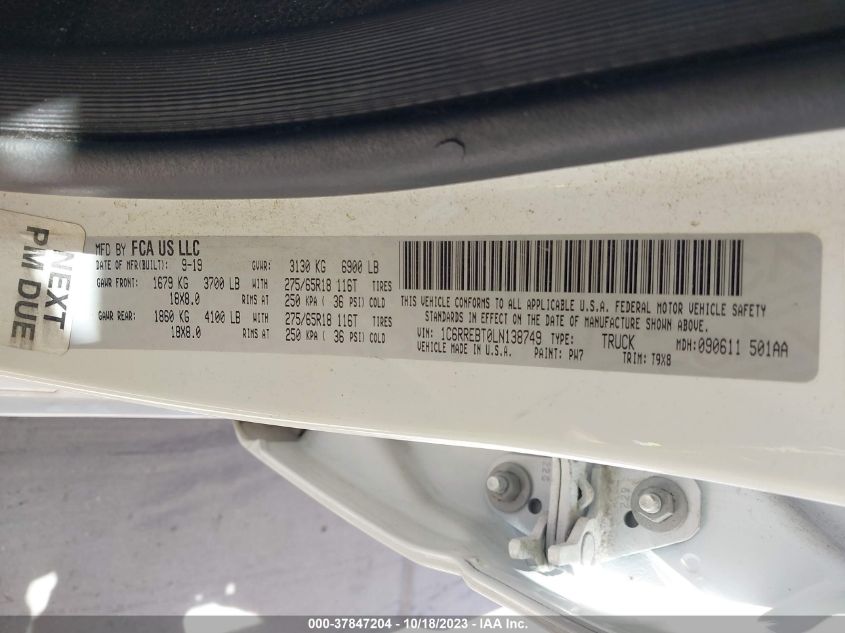 NEXT
PM DUE
MFD BY FCA US LLC
DATE OF MFR(BUILT): 9-19 GVWR: 3130 KG 6900 LB
GAWR FRONT: 1679 KG 3700 LB WITH 275/65R18 116T TIRES
18X8.0 RIMS AT 250 KPA ( 36 PSI) COLD
GAWR REAR: 1860 KG 4100 LB WITH 275/65R18 116T TIRES
18X8.0 RIMS AT 250 KPA ( 36 PSI) COLD
THIS VEHICLE CONFORMS TO ALL APPLICABLE U.S.A. FEDERAL MOTOR VEHICLE SAFETY
STANDARDS IN EFFECT ON THE DATE OF MANUFACTURE SHOWN ABOVE.
VIN: 1C6RREBT0LN138749 TYPE: TRUCK MDH:090611 501AA
VEHICLE MADE IN U.S.A. PAINT: PW7 TRIM: T9X8
000-37847204 - 10/18/2023 - IAA Inc.